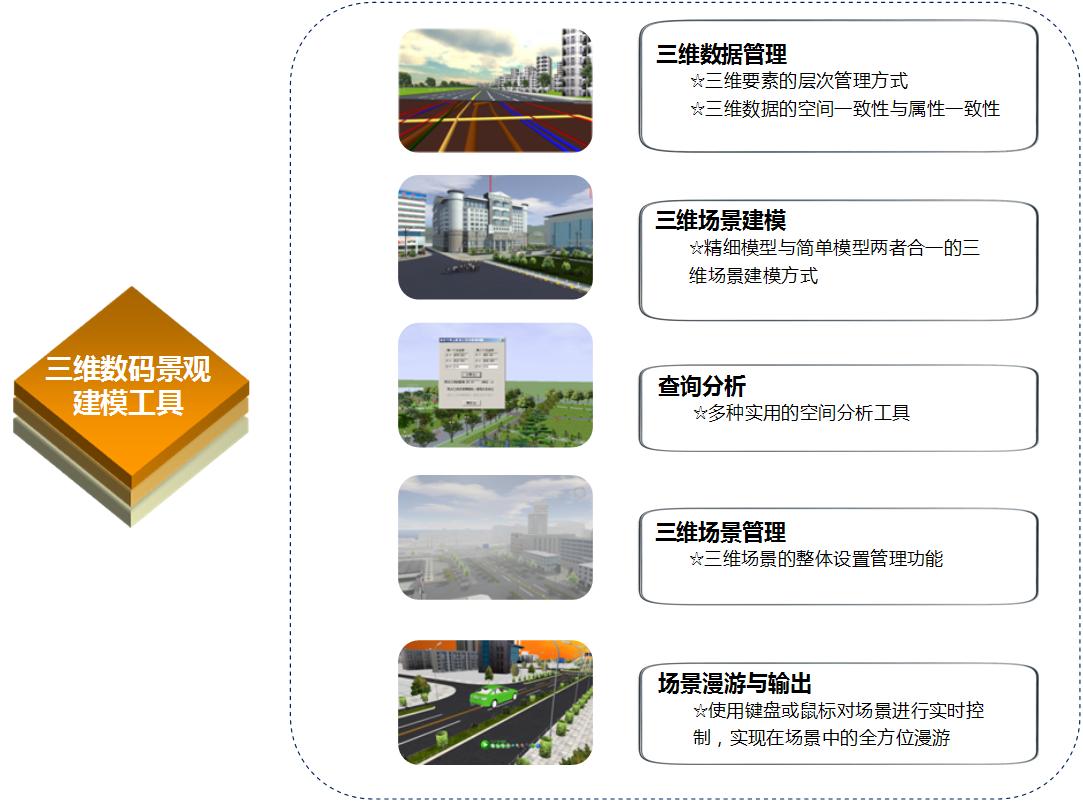 三维数码景观
建模工具
三维数据管理
☆三维要素的层次管理方式
☆三维数据的空间一致性与属性一致性
三维场景建模
☆精细模型与简单模型两者合一的三
维场景建模方式
查询分析
☆多种实用的空间分析工具
三维场景管理
☆三维场景的整体设置管理功能
场景漫游与输出
☆使用键盘或鼠标对场景进行实时控
制，实现在场景中的全方位漫游